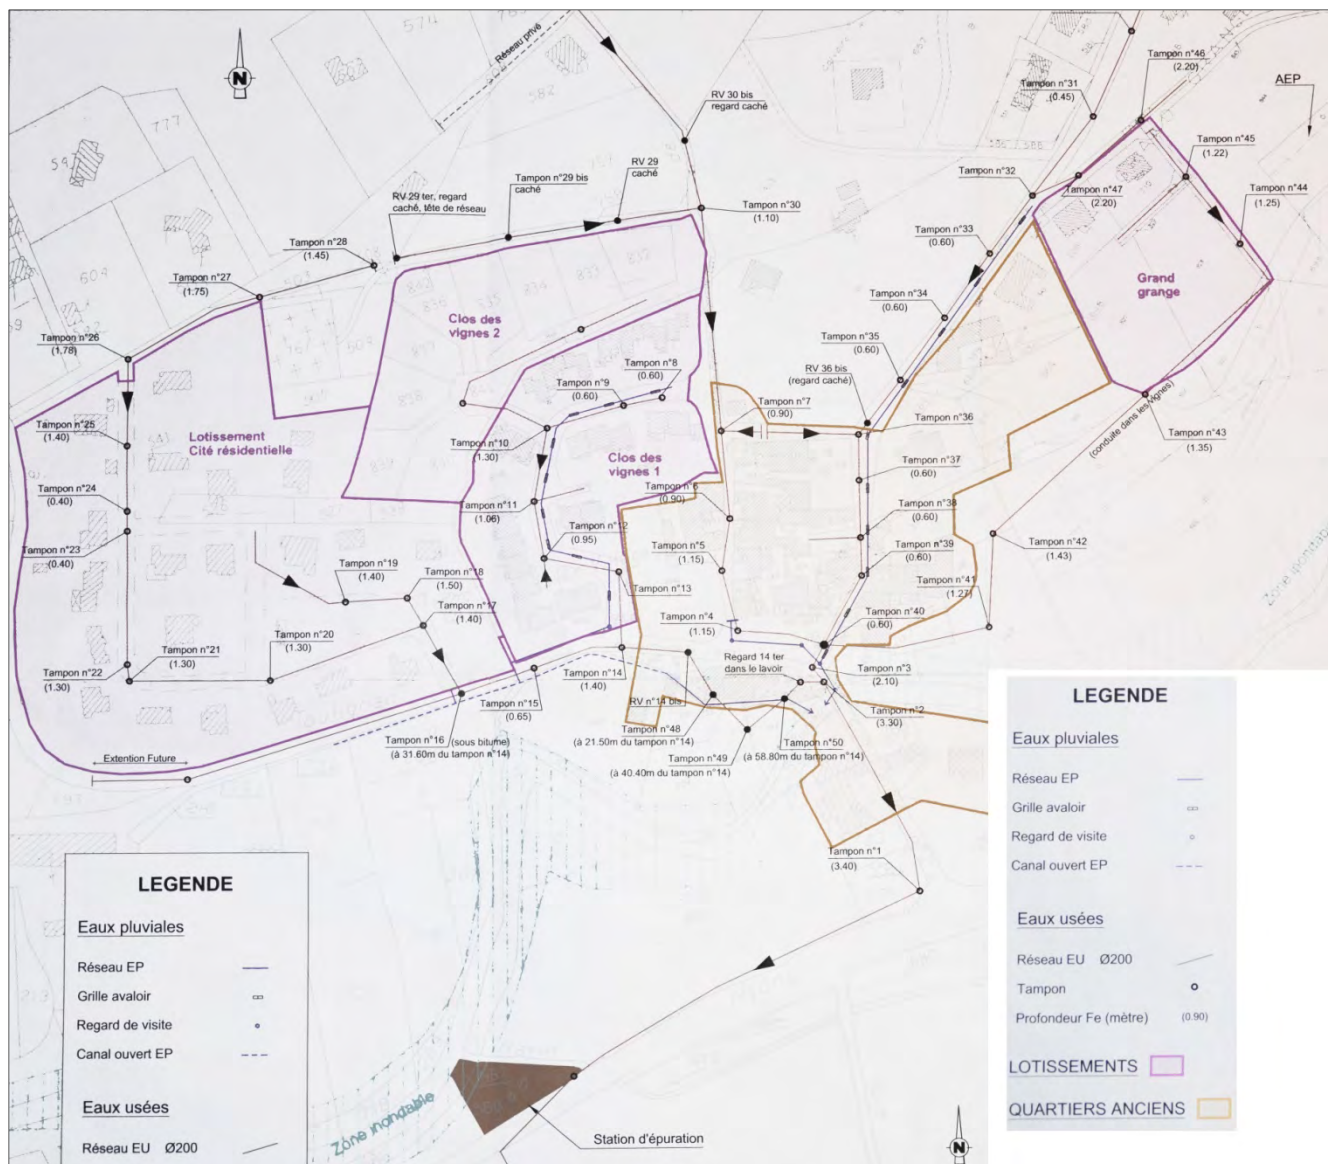 574
777
582
604
N
Réseau privé
RV 30 bis
regard caché
Tampon n°31
(0.45)
Tampon n°46
(2.20)
AEP
Tampon n°45
(1.22)
Tampon n°44
(1.25)
Tampon n°47
(2.20)
Tampon n°32
Tampon n°33
(0.60)
Grand
grange
RV 29
caché
Tampon n°29 bis
caché
RV 29 ter, regard
caché, tête de réseau
Tampon n°30
(1.10)
Tampon n°28
(1.45)
Tampon n°27
(1.75)
Tampon n°26
(1.78)
Clos des
vignes 2
Tampon n°34
(0.60)
Tampon n°35
(0.60)
RV 36 bis
(regard caché)
Tampon n°8
(0.60)
Tampon n°9
(0.60)
Tampon n°7
(0.90)
Tampon n°36
(conduite dans les vignes)
Tampon n°43
(1.35)
Tampon n°25
(1.40)
Lotissement
Cité résidentielle
Tampon n°10
(1.30)
Clos des
vignes 1
Tampon n°37
(0.60)
Tampon n°24
(0.40)
Tampon n°11
(1.06)
Tampon n°6
(0.90)
Tampon n°38
(0.60)
Tampon n°23
(0.40)
Tampon n°12
(0.95)
Tampon n°39
(0.60)
Tampon n°42
(1.43)
Tampon n°5
(1.15)
Tampon n°19
(1.40)
Tampon n°18
(1.50)
Tampon n°13
Tampon n°41
(1.27)
Tampon n°17
(1.40)
Tampon n°4
(1.15)
Tampon n°40
(0.60)
Tampon n°20
(1.30)
Tampon n°21
(1.30)
Tampon n°22
(1.30)
Regard 14 ter
dans le lavoir
Tampon n°3
(2.10)
Tampon n°14
(1.40)
RV n°14 bis
Tampon n°2
(3.30)
Tampon n°15
(0.65)
Tampon n°16 (sous bitume)
(à 31.60m du tampon n°14)
Tampon n°48
(à 21.50m du tampon n°14)
Tampon n°49
(à 40.40m du tampon n°14)
Tampon n°50
(à 58.80m du tampon n°14)
Extention Future
Tampon n°1
(3.40)
Zone inondable
Station d'épuration
N
LEGENDE
Eaux pluviales
Réseau EP
Grille avaloir
Regard de visite
Canal ouvert EP
Eaux usées
Réseau EU Ø200
LEGENDE
Eaux pluviales
Réseau EP
Grille avaloir
Regard de visite
Canal ouvert EP
Eaux usées
Réseau EU Ø200
Tampon
Profondeur Fe (mètre) (0.90)
LOTISSEMENTS
QUARTIERS ANCIENS